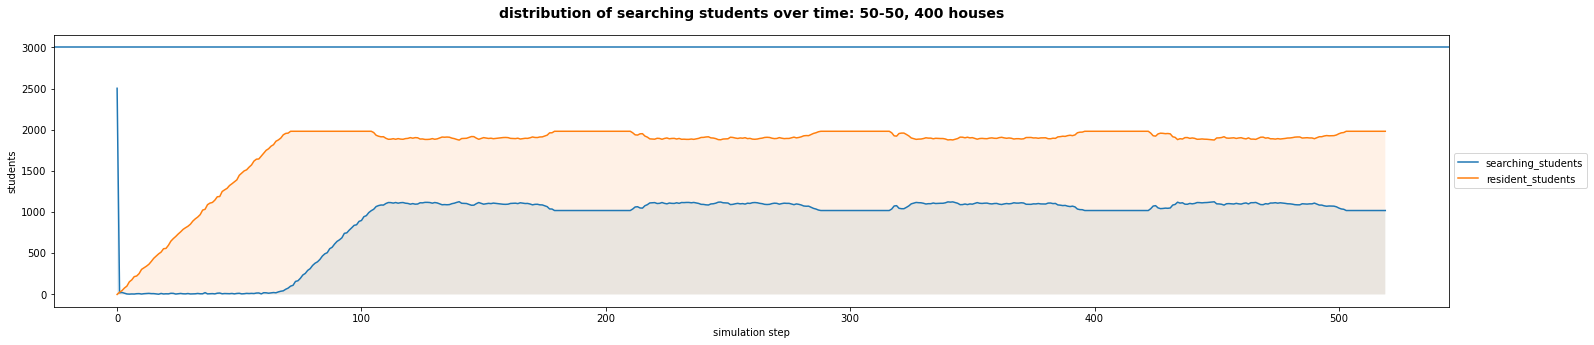 distribution of searching students over time: 50-50, 400 houses
3000
2500
2000
1500
1000
500
0
students
0
100
200
300
400
500
simulation step
searching_students
resident_students